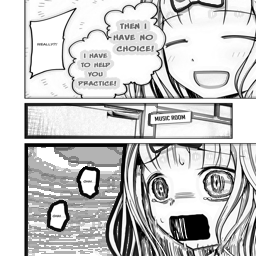 THEN I
HAVE NO
CHOICE!
REALLY?!
I HAVE
TO HELP
YOU
PRACTICE!
MUSIC ROOM